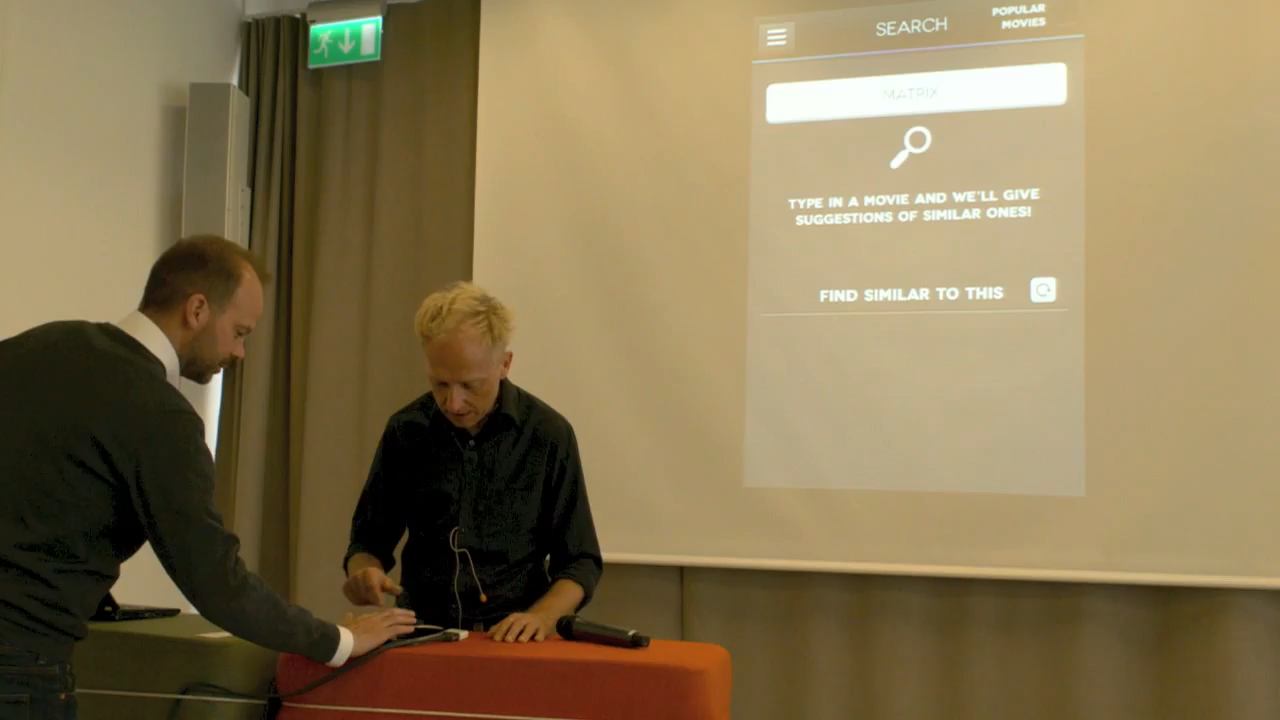 SEARCH
POPULAR
MOVIES
MATRIX
TYPE IN A MOVIE AND WE'LL GIVE
SUGGESTIONS OF SIMILAR ONES!
FIND SIMILAR TO THIS